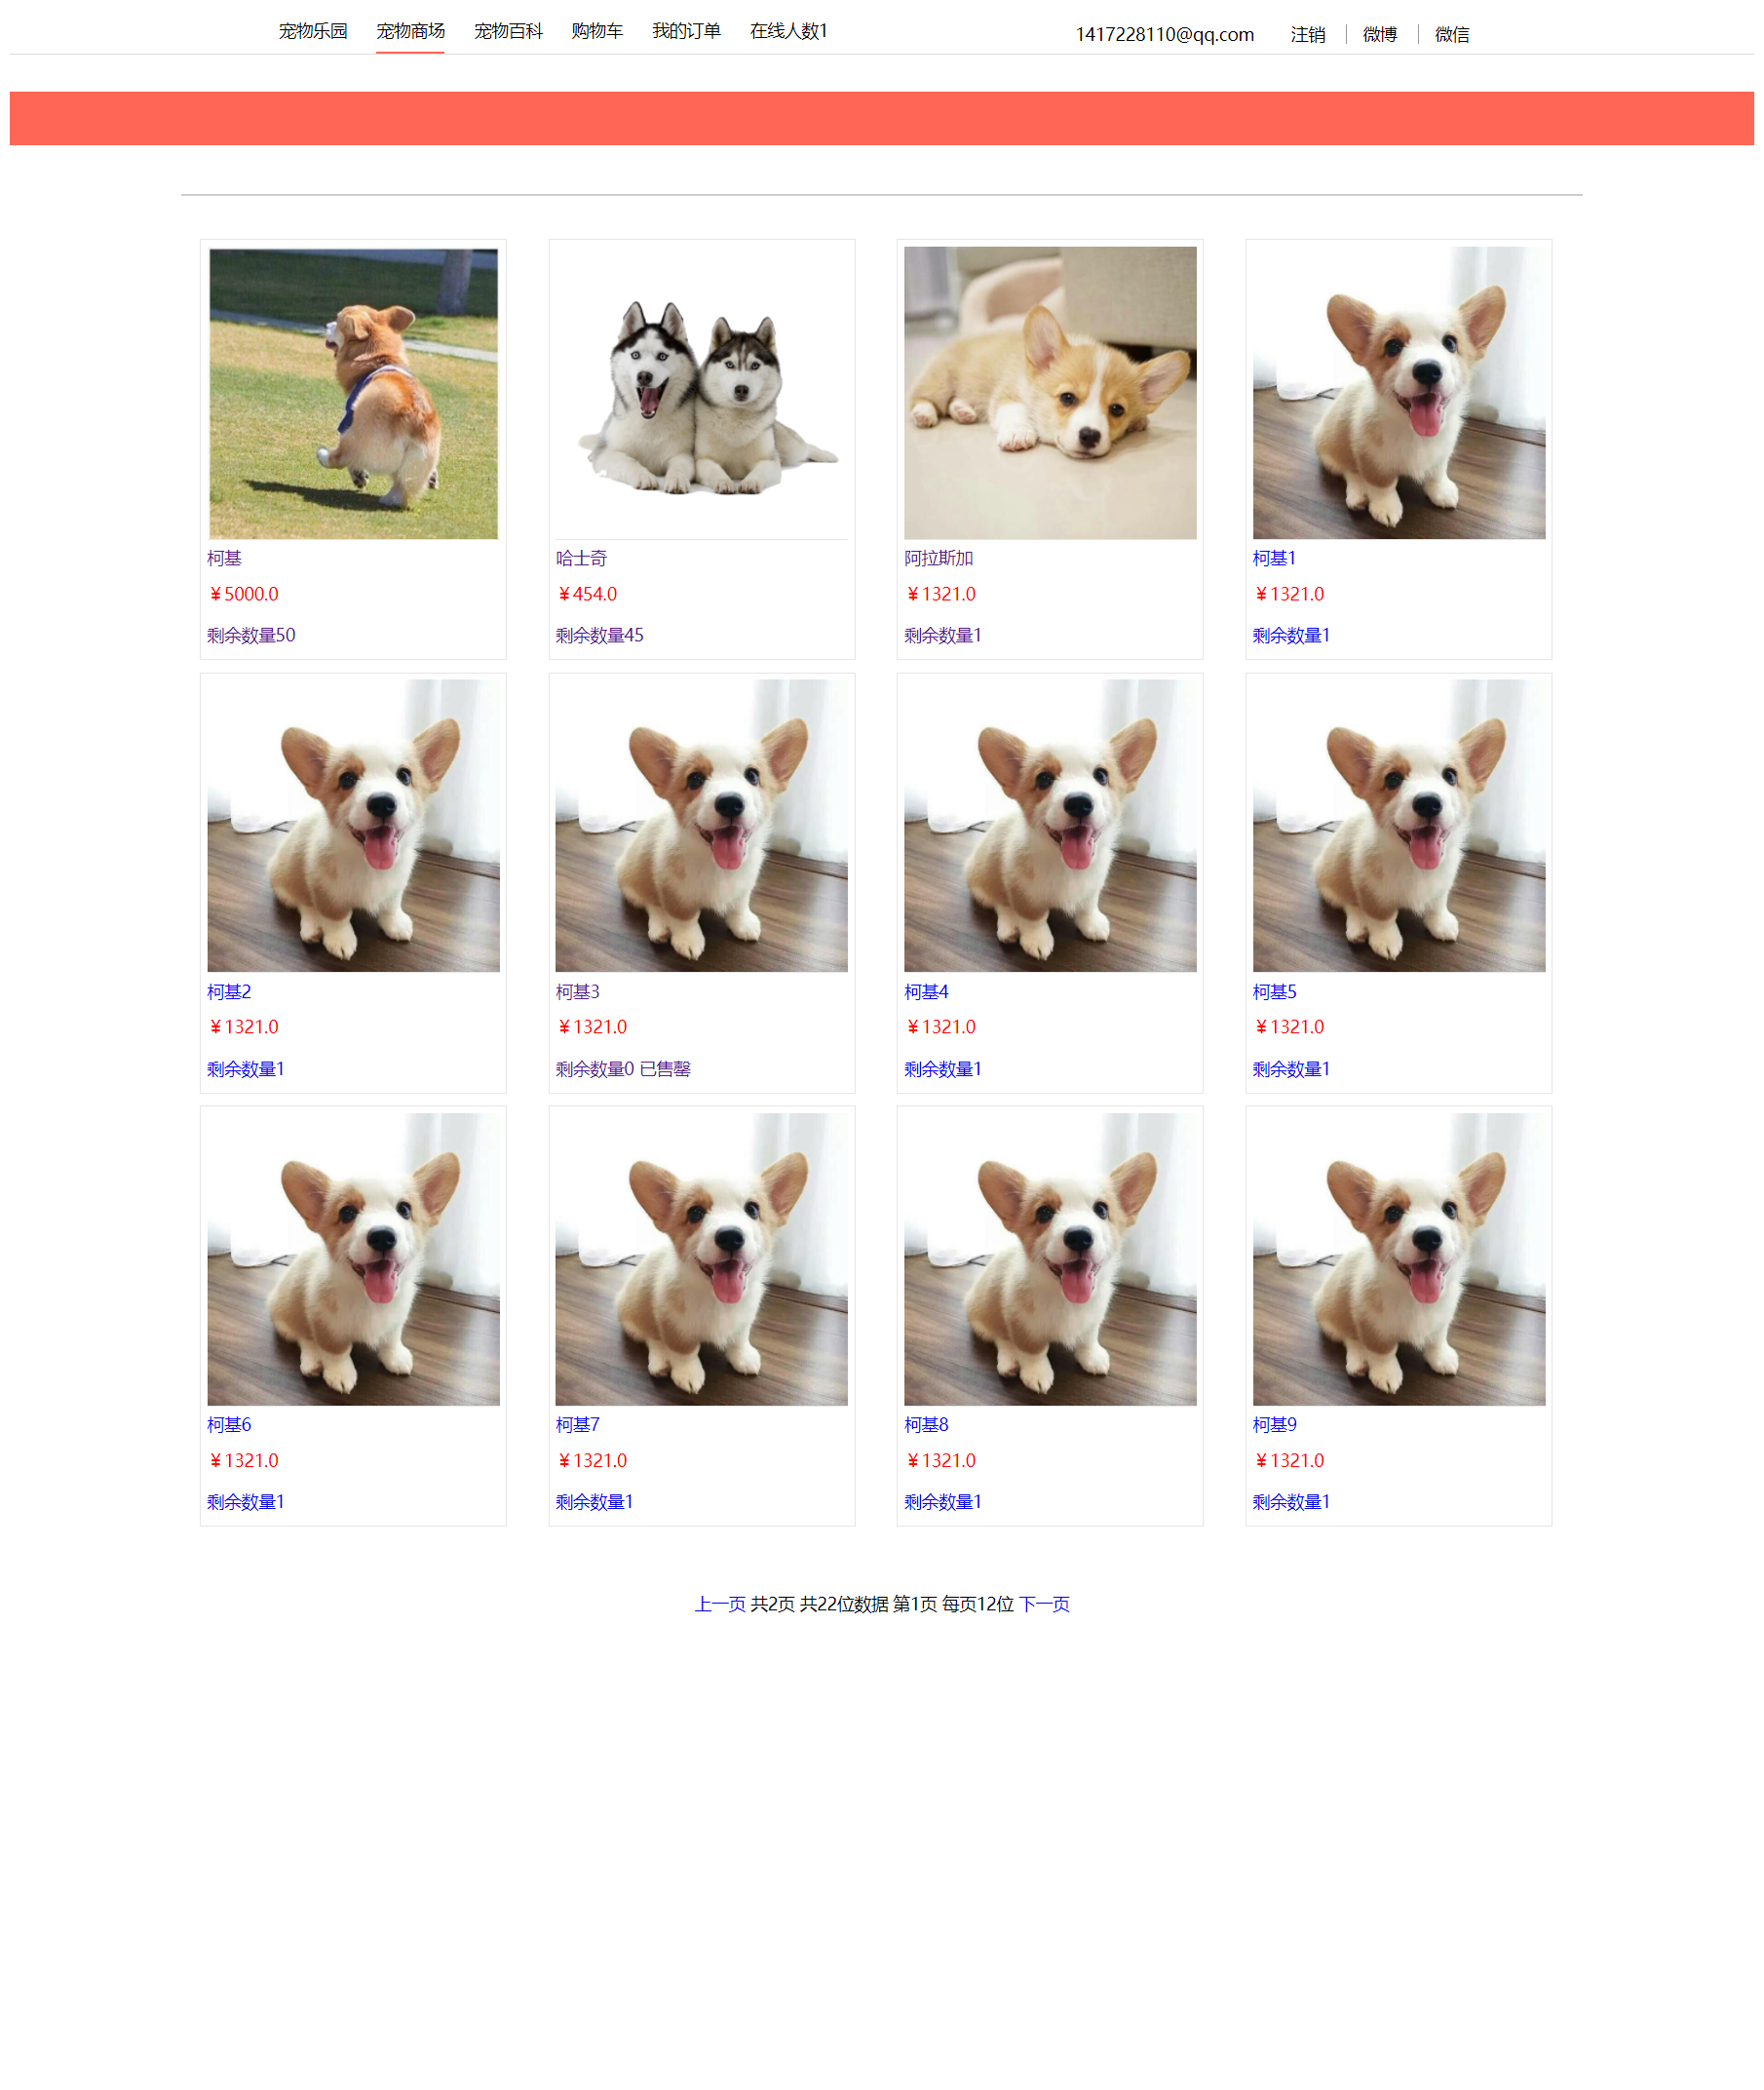 宠物乐园 宠物商场 宠物百科 购物车 我的订单 在线人数1 1417228110@qq.com 注销 微博 微信
柯基 哈士奇 阿拉斯加 柯基1
￥5000.0 ￥454.0 ￥1321.0 ￥1321.0
剩余数量50 剩余数量45 剩余数量1 剩余数量1
柯基2 柯基3 柯基4 柯基5
￥1321.0 ￥1321.0 ￥1321.0 ￥1321.0
剩余数量1 剩余数量0 已售罄 剩余数量1 剩余数量1
柯基6 柯基7 柯基8 柯基9
￥1321.0 ￥1321.0 ￥1321.0 ￥1321.0
剩余数量1 剩余数量1 剩余数量1 剩余数量1
上一页 共2页 共22位数据 第1页 每页12位 下一页